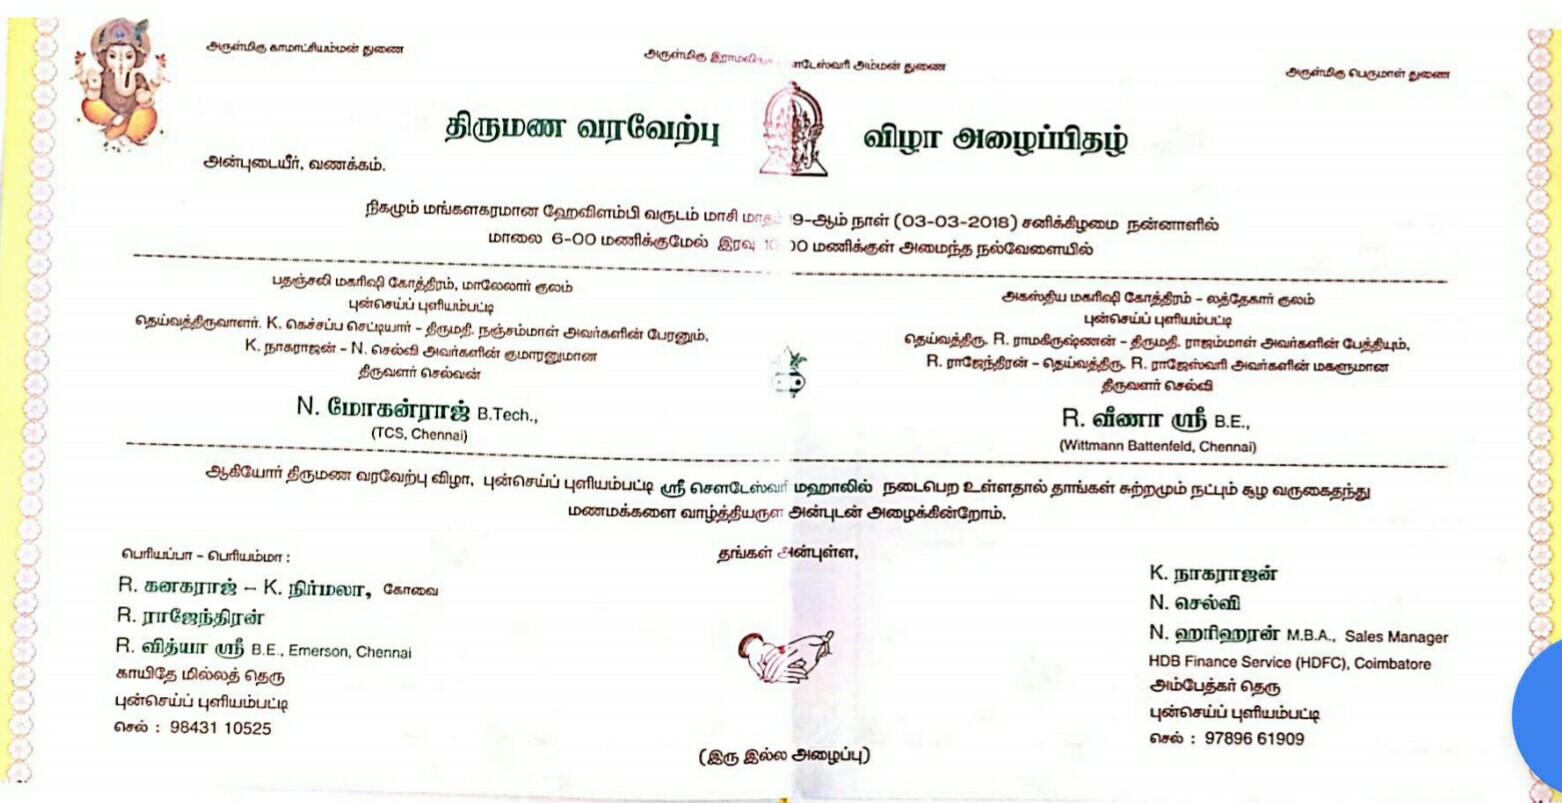 அருள்மிகு காமாட்சியம்மன் துணை
அருள்மிகு சௌடேஸ்வரி அம்மன் துணை
அருள்மிகு பெருமாள் துணை
திருமண வரவேற்பு விழா அழைப்பிதழ்
அன்புடையீர், வணக்கம்.
நிகழும் மங்களகரமான ஹேவிளம்பி வருடம் மாசி மாதம் 19-ஆம் நாள் (03-03-2018) சனிக்கிழமை நன்னாளில்
மாலை 6-00 மணிக்குமேல் இரவு 10-00 மணிக்குள் அமைந்த நல்வேளையில்
பதஞ்சலி மகரிஷி கோத்திரம், மாலேலார் குலம்
புன்செய்ப் புளியம்பட்டி
தெய்வத்திருவாளர். K. கெச்சப்ப செட்டியார் - திருமதி. நஞ்சம்மாள் அவர்களின் பேரனும்,
K. நாகராஜன் - N. செல்வி அவர்களின் குமாரனுமான
திருவளர் செல்வன்
N. மோகன்ராஜ் B.Tech.,
(TCS, Chennai)
அகஸ்திய மகரிஷி கோத்திரம் - லத்தேகார் குலம்
புன்செய்ப் புளியம்பட்டி
தெய்வத்திரு. R. ராமகிருஷ்ணன் - திருமதி. ராஜம்மாள் அவர்களின் பேத்தியும்,
R. ராஜேந்திரன் - தெய்வத்திரு. R. ராஜேஸ்வரி அவர்களின் மகளுமான
திருவளர் செல்வி
R. வீணா ஸ்ரீ B.E.,
(Wittmann Battenfeld, Chennai)
ஆகியோர் திருமண வரவேற்பு விழா, புன்செய்ப் புளியம்பட்டி ஸ்ரீ சௌடேஸ்வரி மஹாலில் நடைபெற உள்ளதால் தாங்கள் சுற்றமும் நட்பும் சூழ வருகைதந்து
மணமக்களை வாழ்த்தியருள அன்புடன் அழைக்கின்றோம்.
தங்கள் அன்புள்ள,
பெரியப்பா - பெரியம்மா :
R. கனகராஜ் – K. நிர்மலா, கோவை
R. ராஜேந்திரன்
R. வித்யா ஸ்ரீ B.E., Emerson, Chennai
காயிதே மில்லத் தெரு
புன்செய்ப் புளியம்பட்டி
செல் : 98431 10525
K. நாகராஜன்
N. செல்வி
N. ஹரிஹரன் M.B.A., Sales Manager
HDB Finance Service (HDFC), Coimbatore
அம்பேத்கர் தெரு
புன்செய்ப் புளியம்பட்டி
செல் : 97896 61909
(இரு இல்ல அழைப்பு)